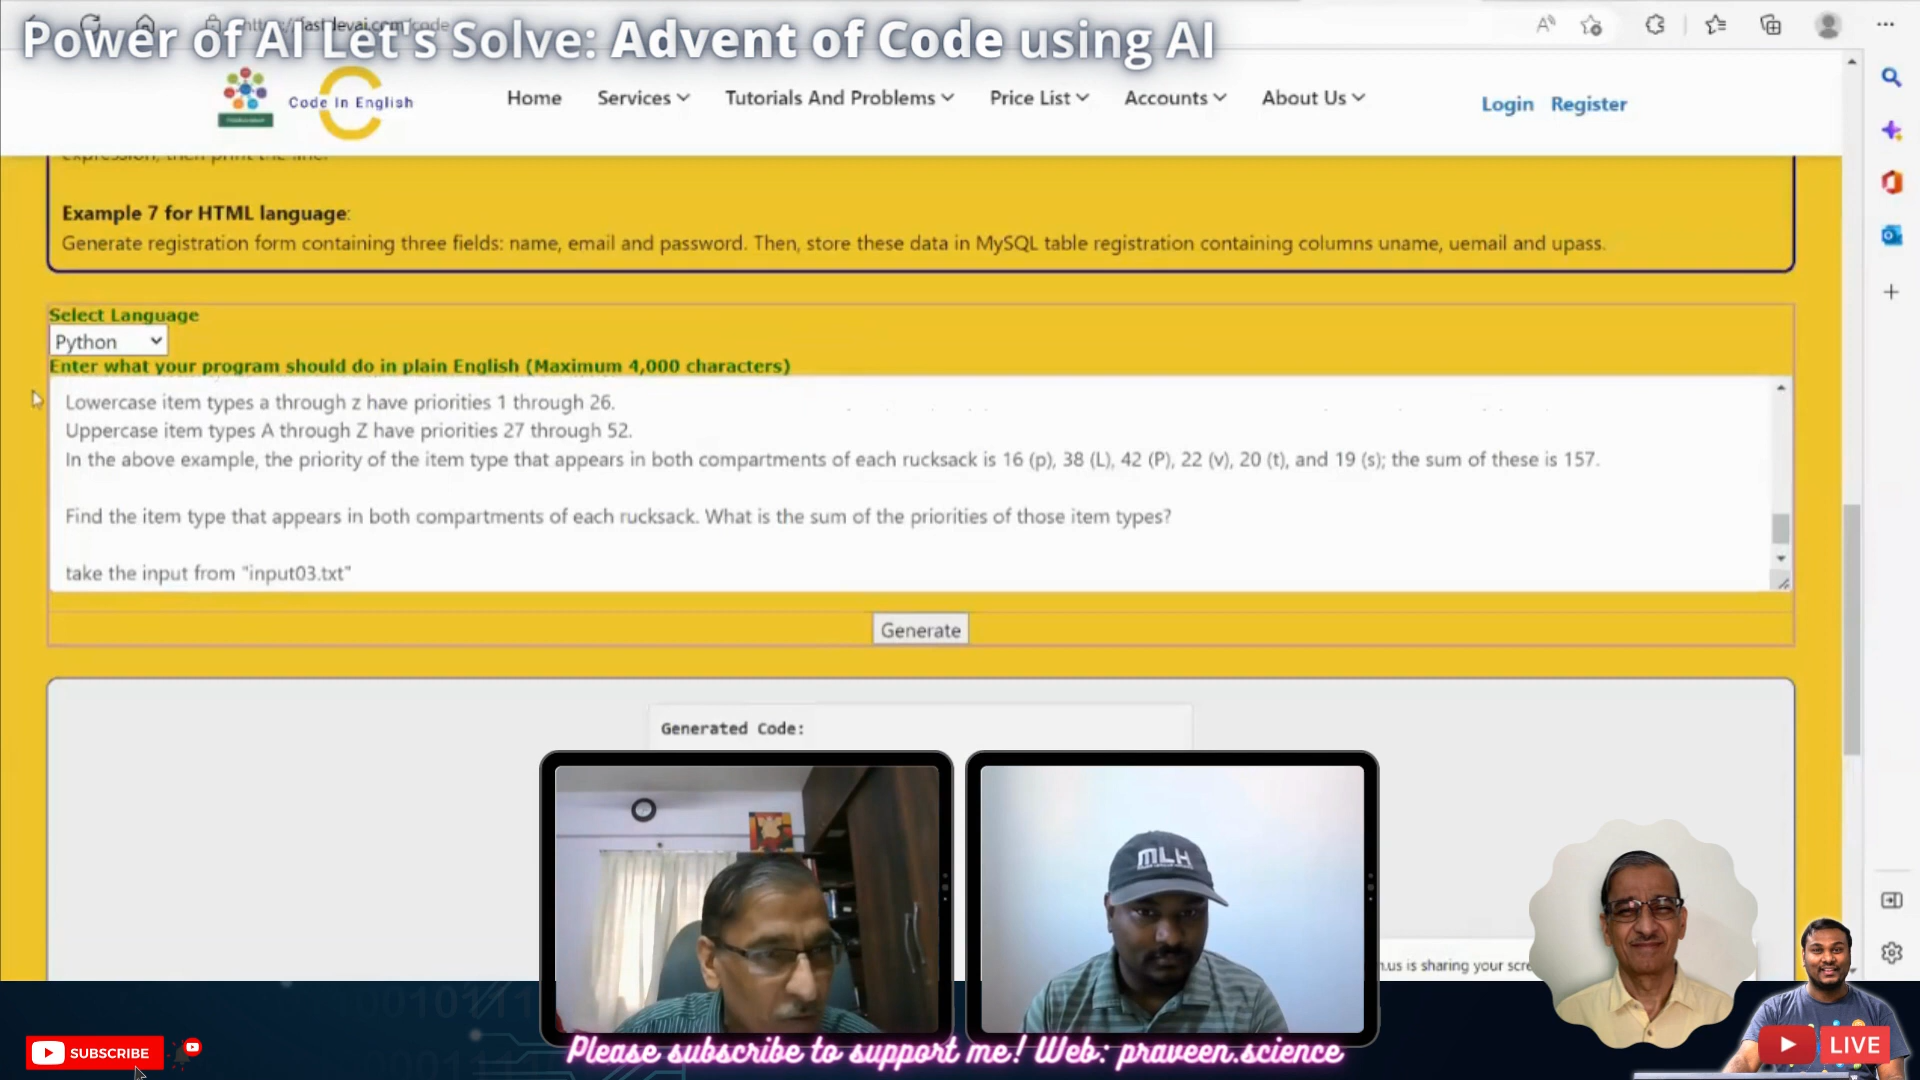 Power of AI Let's Solve: Advent of Code using AI
Code In English
Home
Services
Tutorials And Problems
Price List
Accounts
About Us
Login
Register
expression, then print the line.
Example 7 for HTML language:
Generate registration form containing three fields: name, email and password. Then, store these data in MySQL table registration containing columns uname, uemail and upass.
Select Language
Python
Enter what your program should do in plain English (Maximum 4,000 characters)
Lowercase item types a through z have priorities 1 through 26.
Uppercase item types A through Z have priorities 27 through 52.
In the above example, the priority of the item type that appears in both compartments of each rucksack is 16 (p), 38 (L), 42 (P), 22 (v), 20 (t), and 19 (s); the sum of these is 157.
Find the item type that appears in both compartments of each rucksack. What is the sum of the priorities of those item types?
take the input from "input03.txt"
Generate
Generated Code:
MLH
is sharing your
SUBSCRIBE
Please subscribe to support me! Web: praveen.science
LIVE